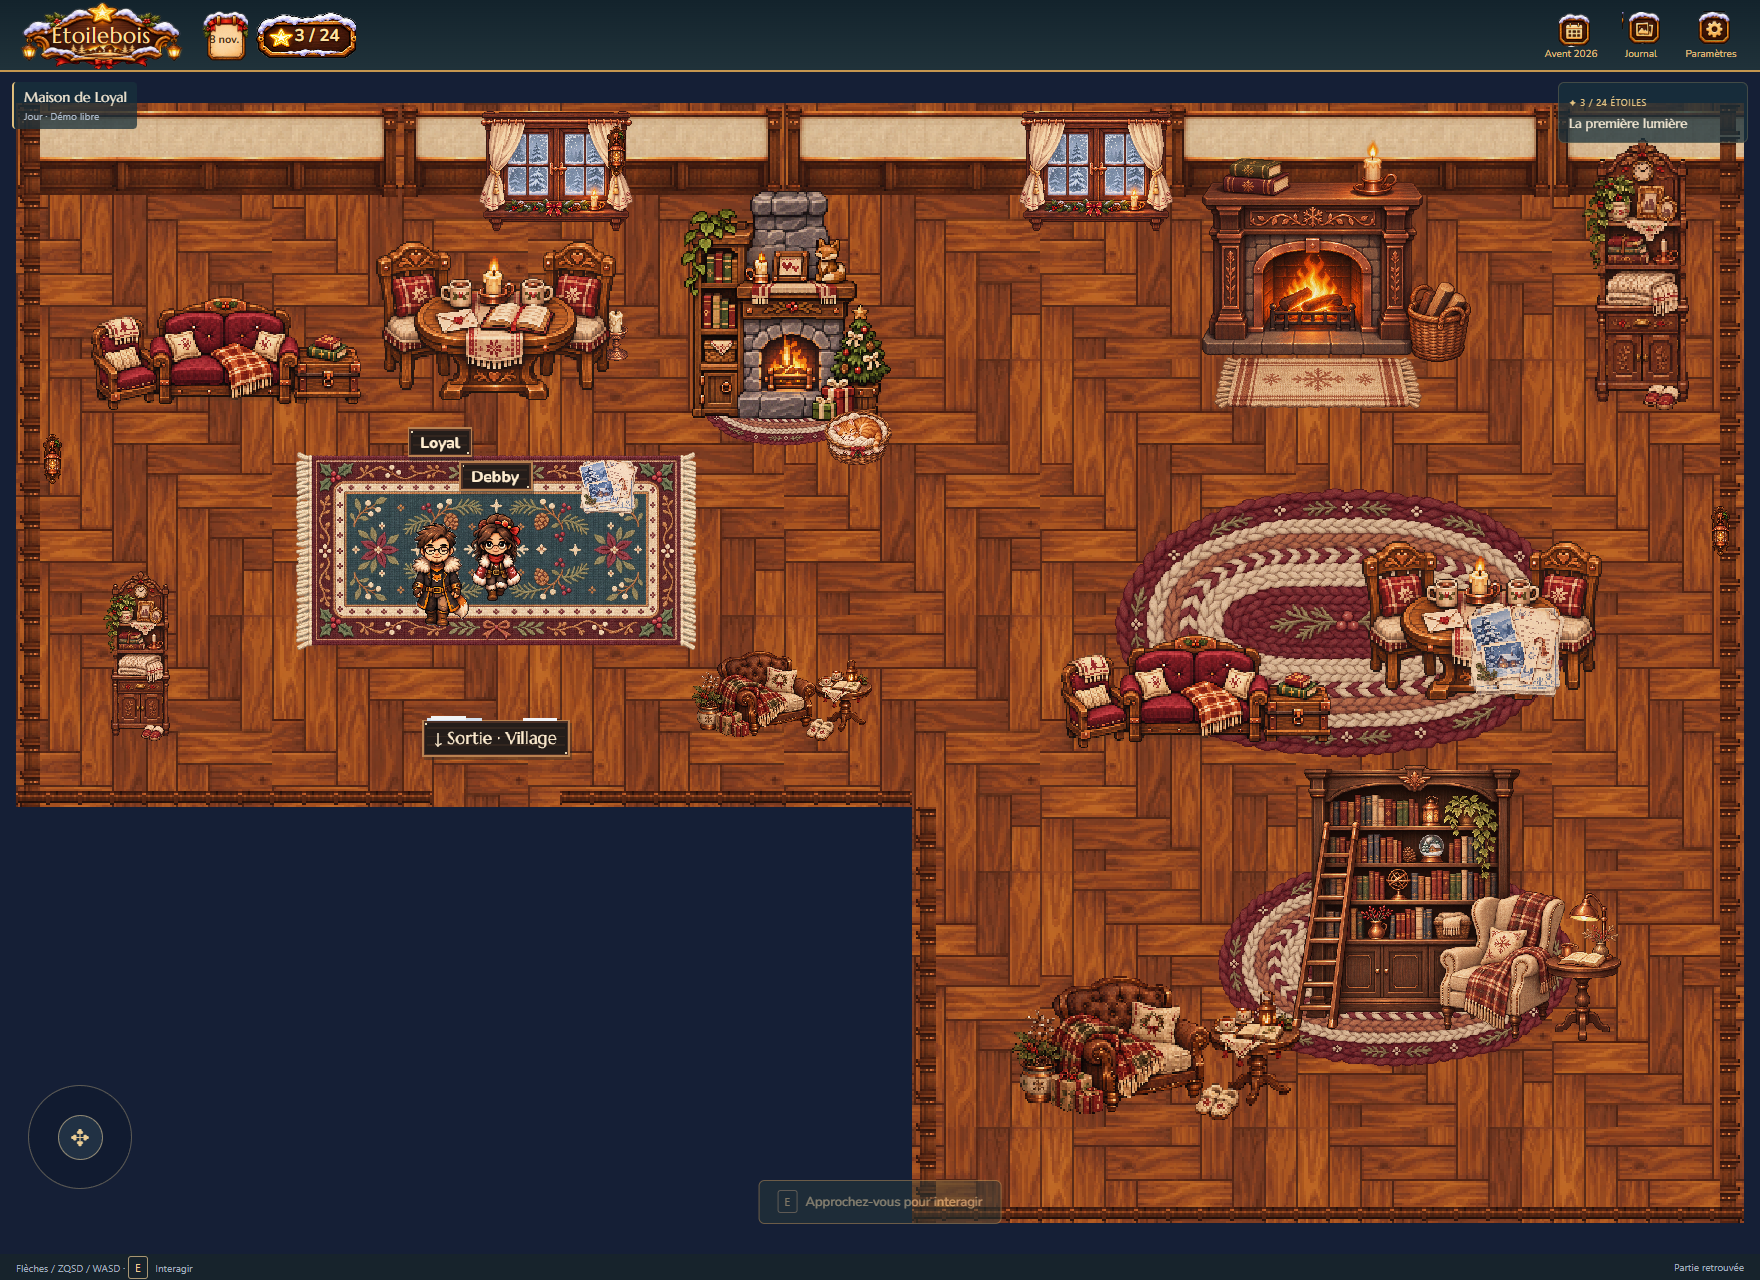 Etoilebois
8 nov.
3 / 24
Avent 2026
Journal
Paramètres
Maison de Loyal
Jour · Démo libre
✦ 3 / 24 ÉTOILES
La première lumière
Loyal
Debby
↓ Sortie · Village
E Approchez-vous pour interagir
Flèches / ZQSD / WASD · E Interagir
Partie retrouvée